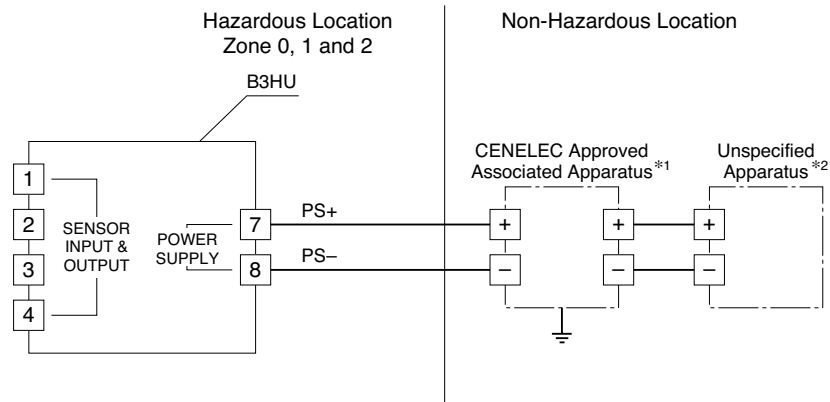 Hazardous Location
Zone 0, 1 and 2
Non-Hazardous Location
B3HU
CENELEC Approved
Associated Apparatus*1
Unspecified
Apparatus*2
1
2
3
4
SENSOR
INPUT &
OUTPUT
POWER
SUPPLY
7
8
PS+
PS–
+
–
+
–
+
–